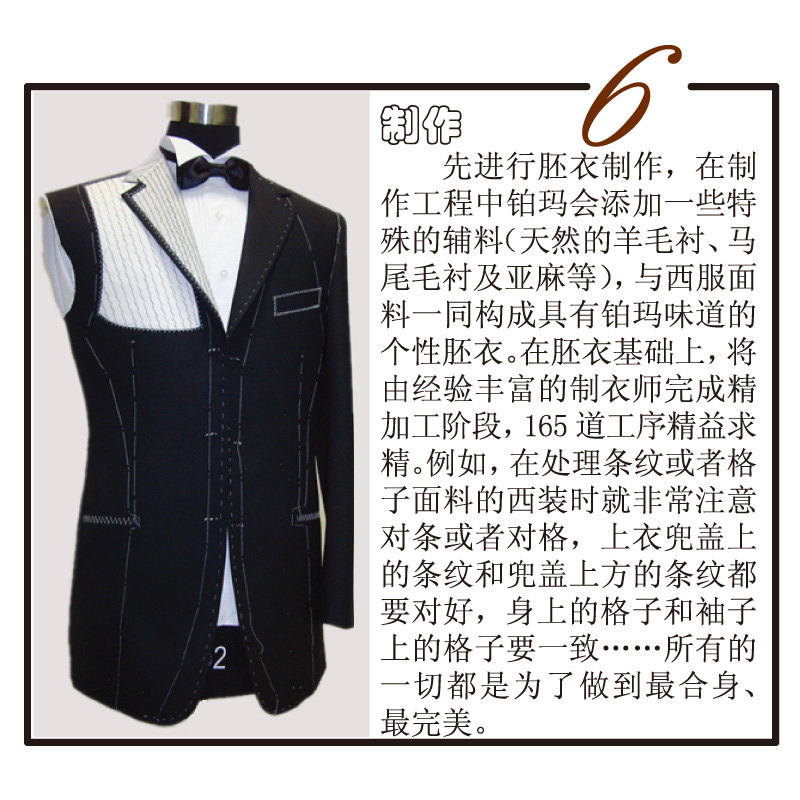 6
制作
先进行胚衣制作，在制
作工程中铂玛会添加一些特
殊的辅料（天然的羊毛衬、马
尾毛衬及亚麻等），与西服面
料一同构成具有铂玛味道的
个性胚衣。在胚衣基础上，将
由经验丰富的制衣师完成精
加工阶段，165道工序精益求
精。例如，在处理条纹或者格
子面料的西装时就非常注意
对条或者对格，上衣兜盖上
的条纹和兜盖上方的条纹都
要对好，身上的格子和袖子
上的格子要一致……所有的
一切都是为了做到最合身、
最完美。
2